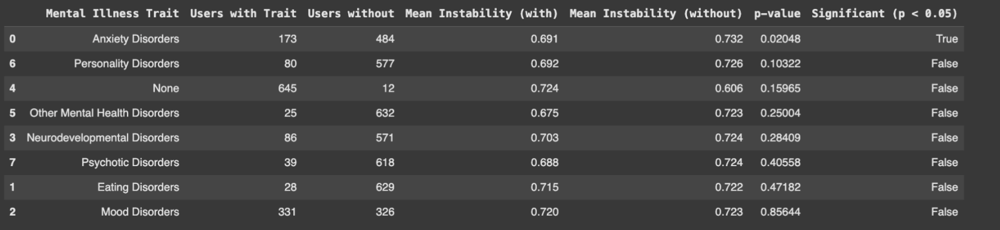 Mental Illness Trait Users with Trait Users without Mean Instability (with) Mean Instability (without) p-value Significant (p < 0.05)
0 Anxiety Disorders 173 484 0.691 0.732 0.02048 True
6 Personality Disorders 80 577 0.692 0.726 0.10322 False
4 None 645 12 0.724 0.606 0.15965 False
5 Other Mental Health Disorders 25 632 0.675 0.723 0.25004 False
3 Neurodevelopmental Disorders 86 571 0.703 0.724 0.28409 False
7 Psychotic Disorders 39 618 0.688 0.724 0.40558 False
1 Eating Disorders 28 629 0.715 0.722 0.47182 False
2 Mood Disorders 331 326 0.720 0.723 0.85644 False